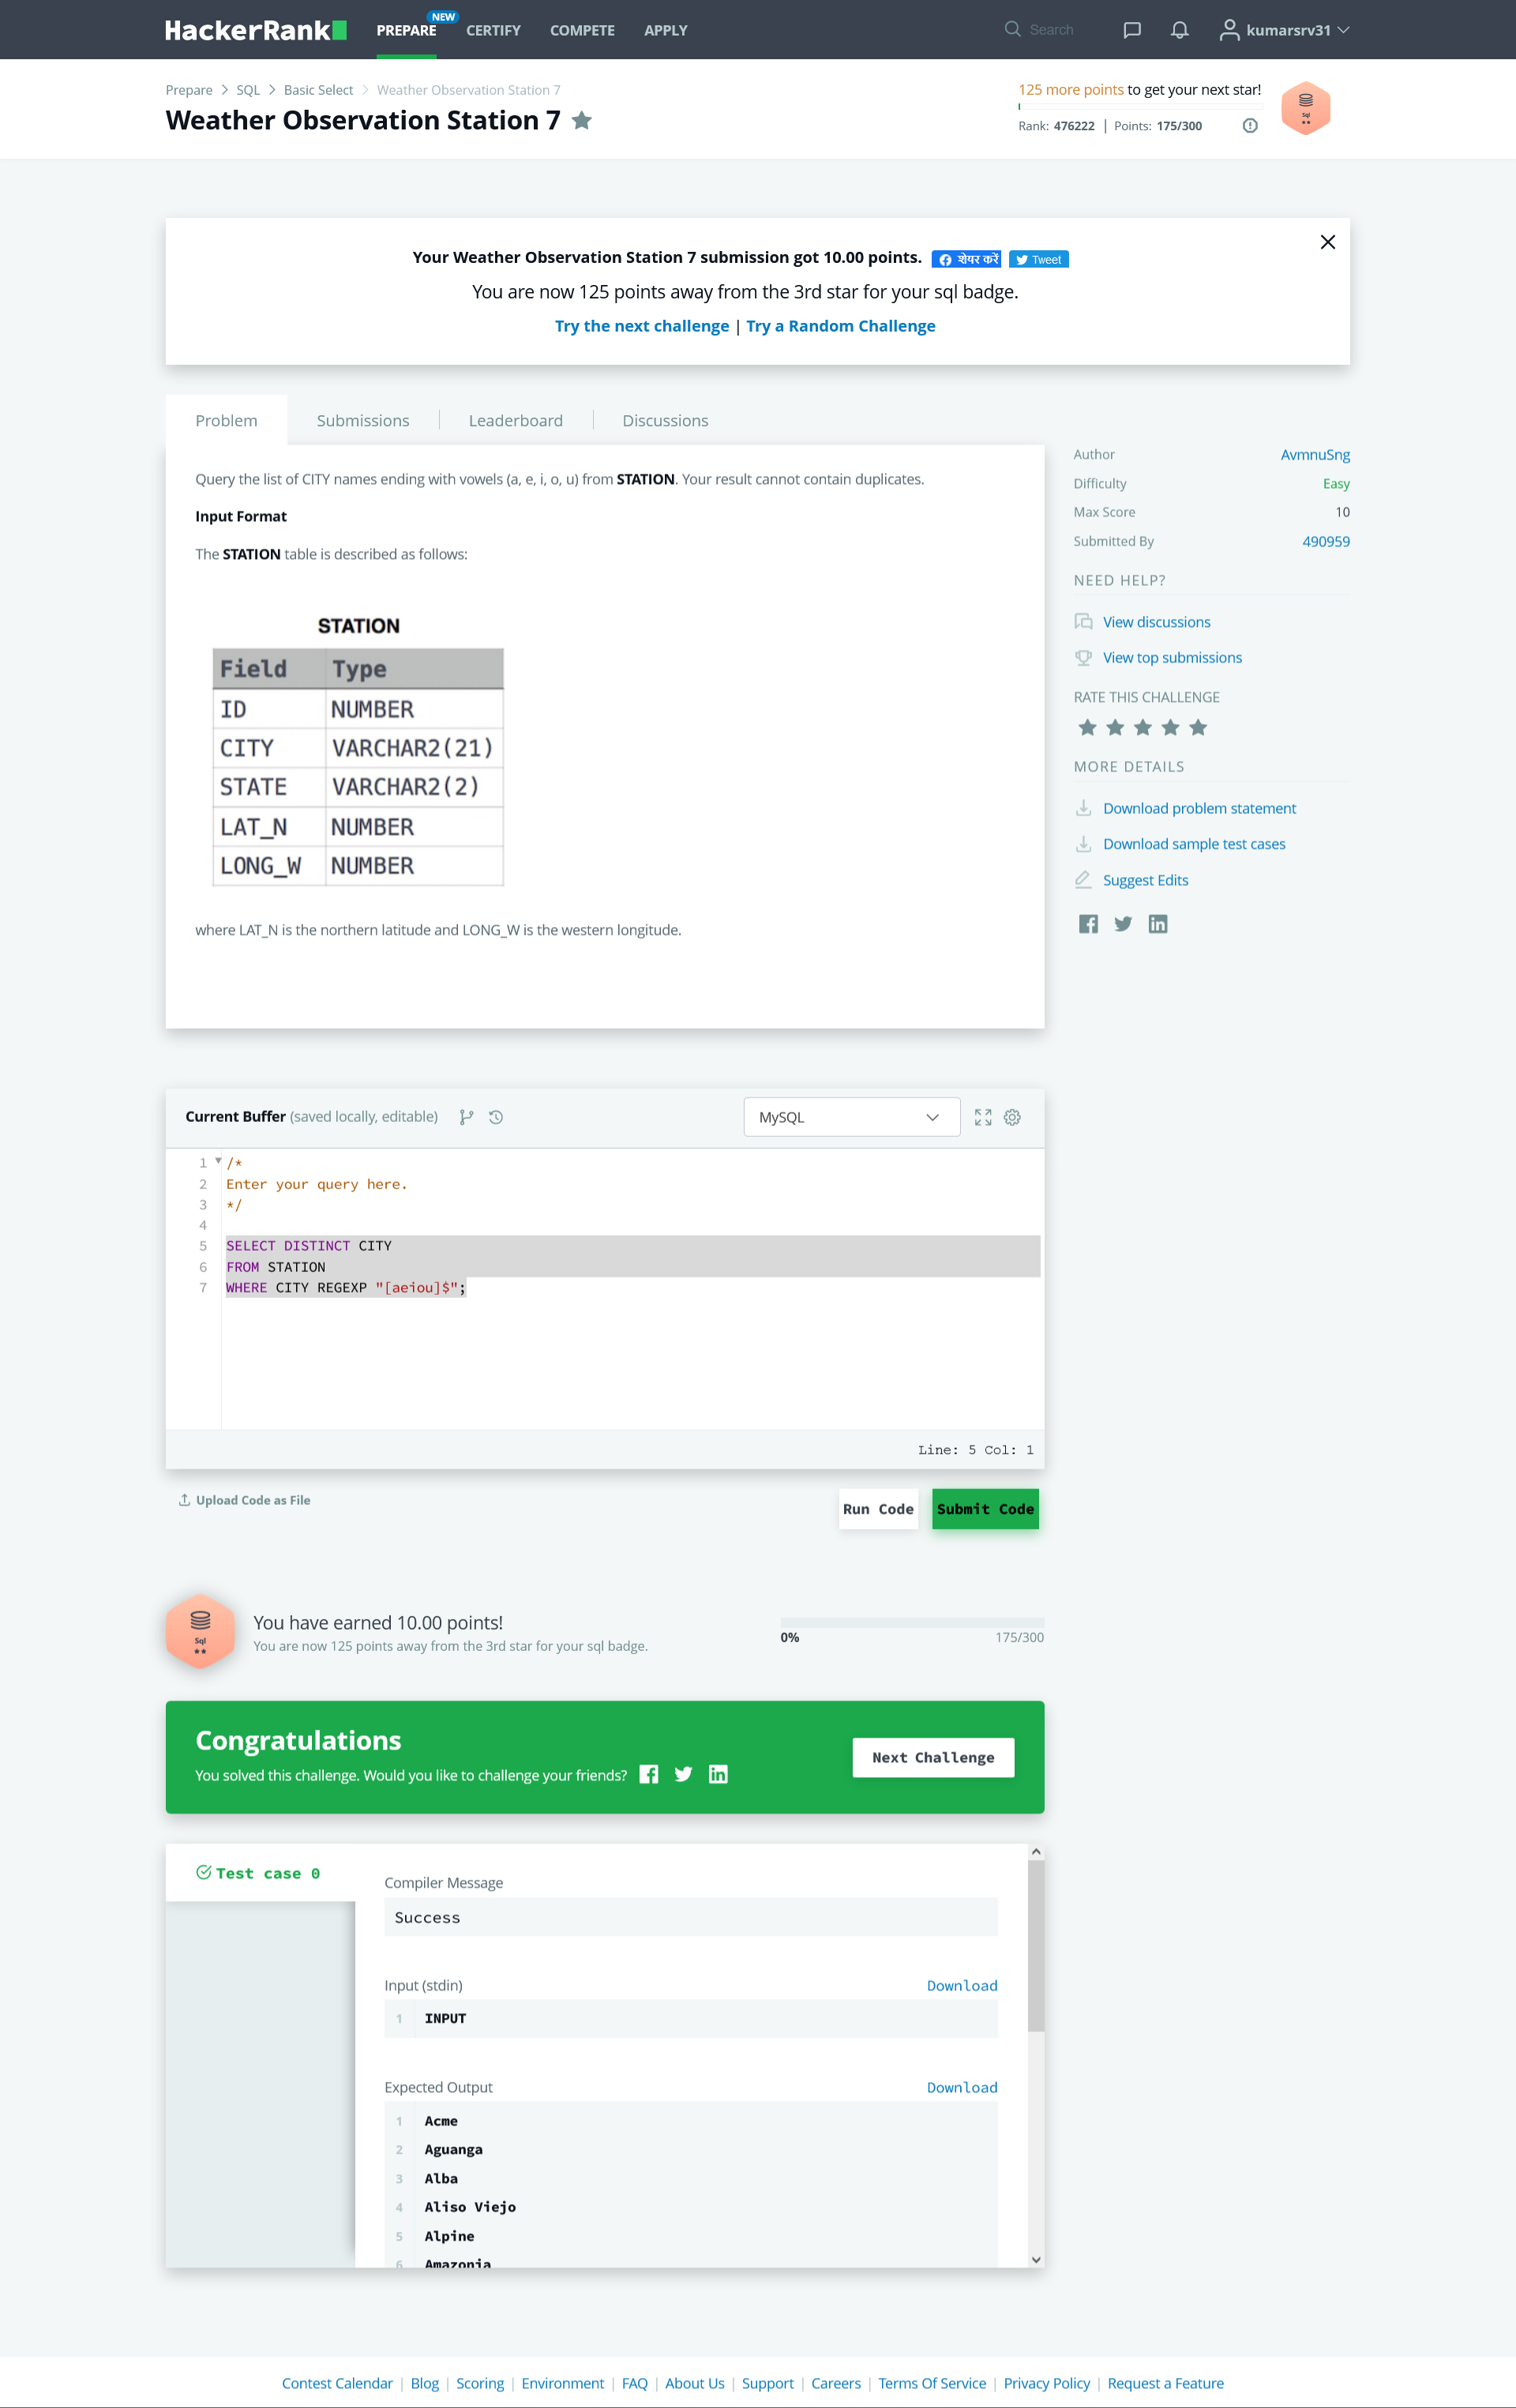 HackerRank
PREPARE NEW CERTIFY COMPETE APPLY Search kumarsrv31
Prepare > SQL > Basic Select > Weather Observation Station 7
Weather Observation Station 7
125 more points to get your next star!
Rank: 476222 | Points: 175/300
Sql
Your Weather Observation Station 7 submission got 10.00 points. शेयर करें Tweet
You are now 125 points away from the 3rd star for your sql badge.
Try the next challenge | Try a Random Challenge
Problem Submissions Leaderboard Discussions
Query the list of CITY names ending with vowels (a, e, i, o, u) from STATION. Your result cannot contain duplicates.
Input Format
The STATION table is described as follows:
STATION
Field Type
ID NUMBER
CITY VARCHAR2(21)
STATE VARCHAR2(2)
LAT_N NUMBER
LONG_W NUMBER
where LAT_N is the northern latitude and LONG_W is the western longitude.
Author AvmnuSng
Difficulty Easy
Max Score 10
Submitted By 490959
NEED HELP?
View discussions
View top submissions
RATE THIS CHALLENGE
MORE DETAILS
Download problem statement
Download sample test cases
Suggest Edits
Current Buffer (saved locally, editable) MySQL
1 /*
2 Enter your query here.
3 */
4
5 SELECT DISTINCT CITY
6 FROM STATION
7 WHERE CITY REGEXP "[aeiou]$";
Line: 5 Col: 1
Upload Code as File Run Code Submit Code
Sql
You have earned 10.00 points!
You are now 125 points away from the 3rd star for your sql badge.
0% 175/300
Congratulations
You solved this challenge. Would you like to challenge your friends?
Next Challenge
Test case 0
Compiler Message
Success
Input (stdin) Download
1 INPUT
Expected Output Download
1 Acme
2 Aguanga
3 Alba
4 Aliso Viejo
5 Alpine
6 Amazonia
Contest Calendar | Blog | Scoring | Environment | FAQ | About Us | Support | Careers | Terms Of Service | Privacy Policy | Request a Feature